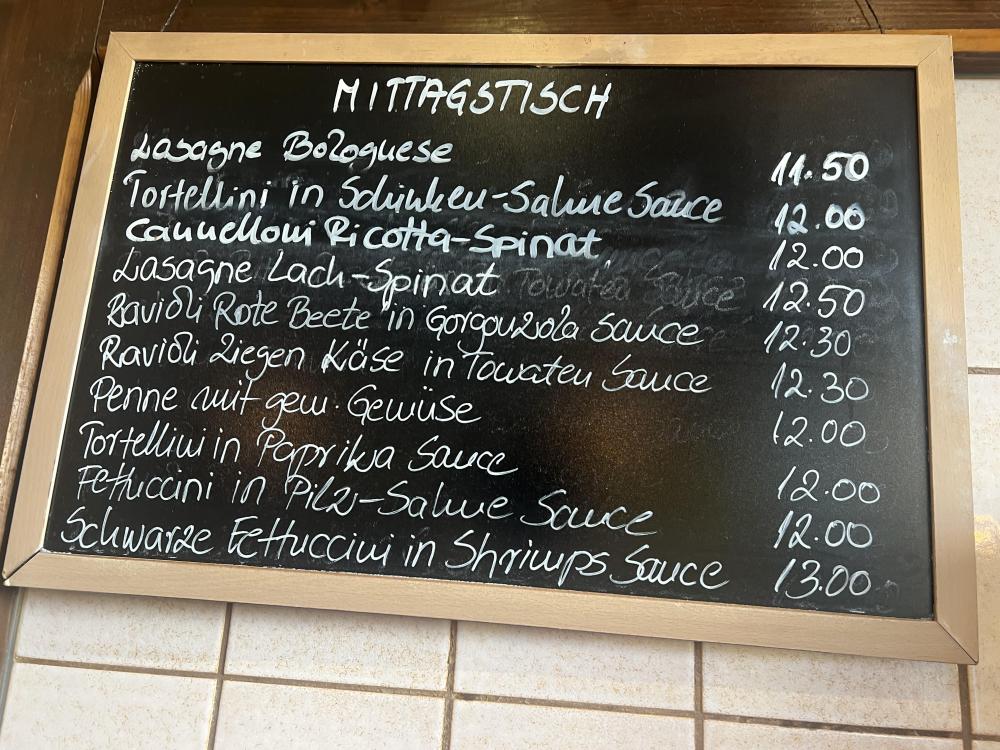 MITTAGSTISCH
Lasagne Bolognese 11.50
Tortellini in Schinken-Sahne Sauce 12.00
Cannelloni Ricotta-Spinat. 12.00
Lasagne Lach-Spinat Tomaten Sauce 12.50
Ravioli Rote Beete in Gorgonzola Sauce 12.30
Ravioli Ziegen Käse in Tomaten Sauce 12.30
Penne mit gem. Gemüse 12.00
Tortellini in Paprika Sauce 12.00
Fettuccini in Pilz-Sahne Sauce 12.00
Schwarze Fettuccini in Shrimps Sauce 13.00